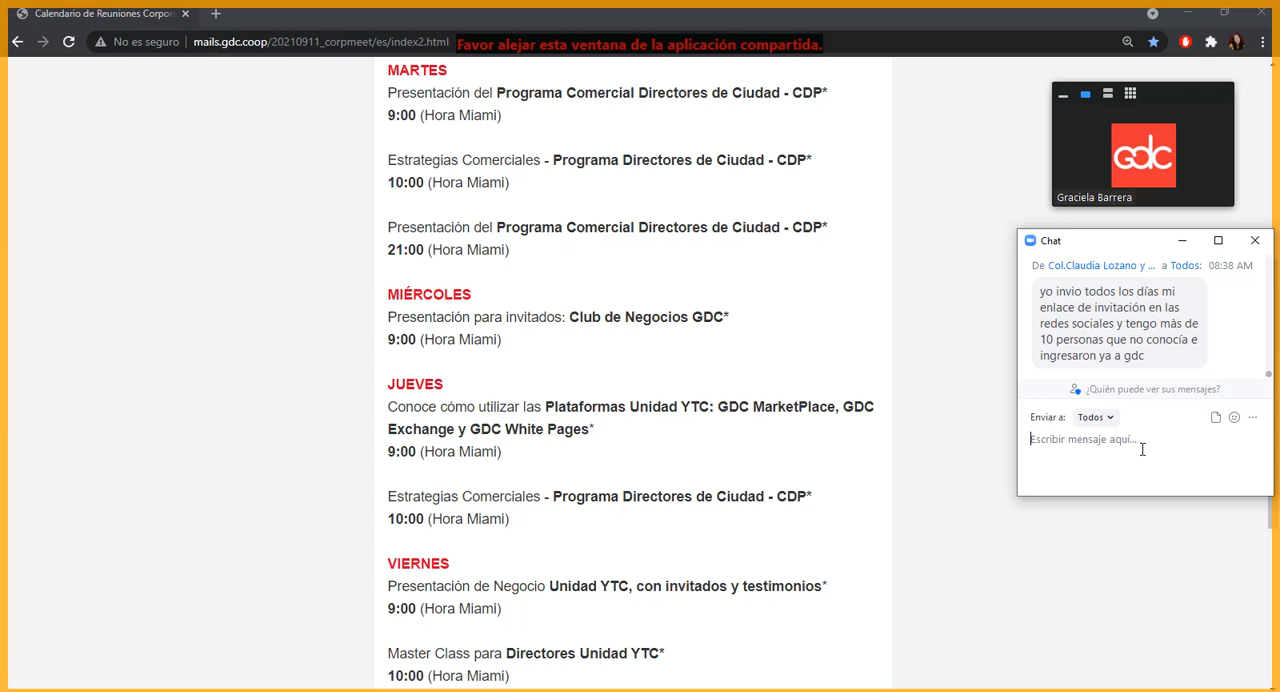 Calendario de Reuniones Corpor
No es seguro
mails.gdc.coop/20210911_corpmeet/es/index2.html
Favor alejar esta ventana de la aplicación compartida.
MARTES
Presentación del Programa Comercial Directores de Ciudad - CDP*
9:00 (Hora Miami)
Estrategias Comerciales - Programa Directores de Ciudad - CDP*
10:00 (Hora Miami)
Presentación del Programa Comercial Directores de Ciudad - CDP*
21:00 (Hora Miami)
MIÉRCOLES
Presentación para invitados: Club de Negocios GDC*
9:00 (Hora Miami)
JUEVES
Conoce cómo utilizar las Plataformas Unidad YTC: GDC MarketPlace, GDC
Exchange y GDC White Pages*
9:00 (Hora Miami)
Estrategias Comerciales - Programa Directores de Ciudad - CDP*
10:00 (Hora Miami)
VIERNES
Presentación de Negocio Unidad YTC, con invitados y testimonios*
9:00 (Hora Miami)
Master Class para Directores Unidad YTC*
10:00 (Hora Miami)
gdc
Graciela Barrera
Chat
De Col.Claudia Lozano y ... a Todos: 08:38 AM
yo invio todos los días mi
enlace de invitación en las
redes sociales y tengo màs de
10 personas que no conocía e
ingresaron ya a gdc
¿Quién puede ver sus mensajes?
Enviar a: Todos
Escribir mensaje aquí...